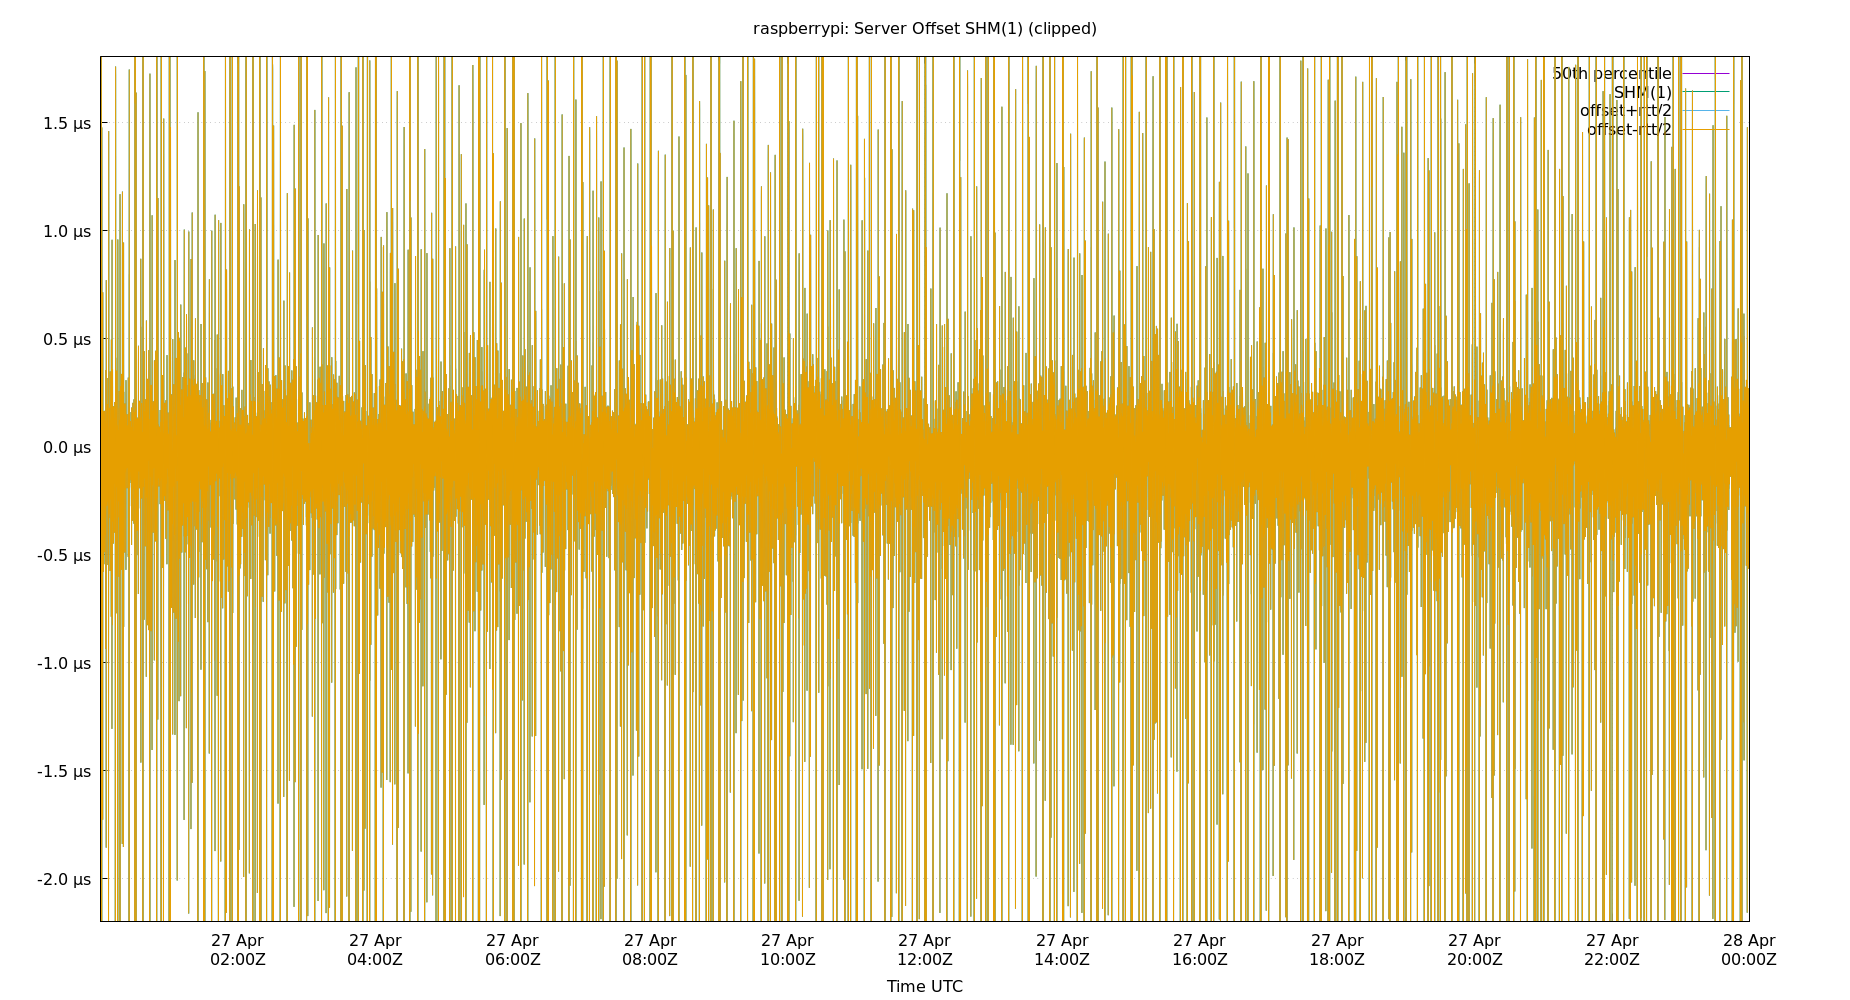 raspberrypi: Server Offset SHM(1) (clipped)
50th percentile
SHM(1)
offset+rtt/2
offset-rtt/2
1.5 µs
1.0 µs
0.5 µs
0.0 µs
-0.5 µs
-1.0 µs
-1.5 µs
-2.0 µs
27 Apr 27 Apr 27 Apr 27 Apr 27 Apr 27 Apr 27 Apr 27 Apr 27 Apr 27 Apr 27 Apr 28 Apr
02:00Z 04:00Z 06:00Z 08:00Z 10:00Z 12:00Z 14:00Z 16:00Z 18:00Z 20:00Z 22:00Z 00:00Z
Time UTC